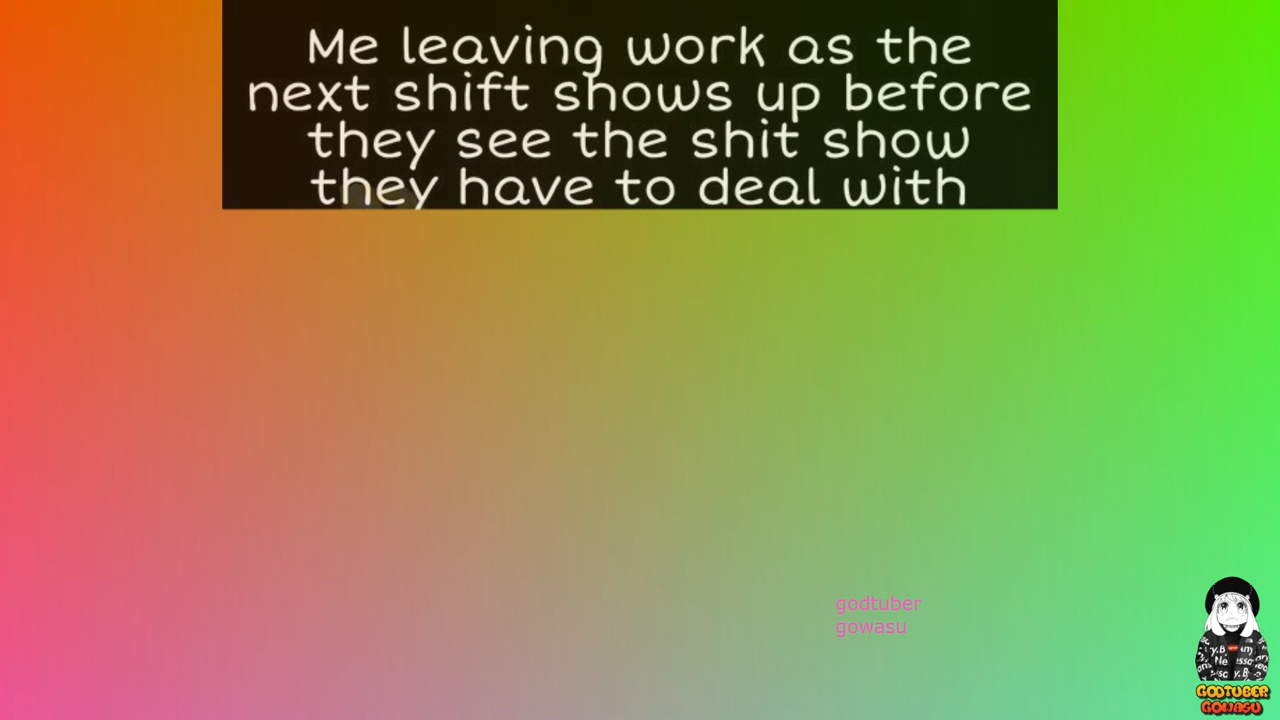 Me leaving work as the
next shift shows up before
they see the shit show
they have to deal with
godtuber
gowasu
GODTUBER
GOWASU